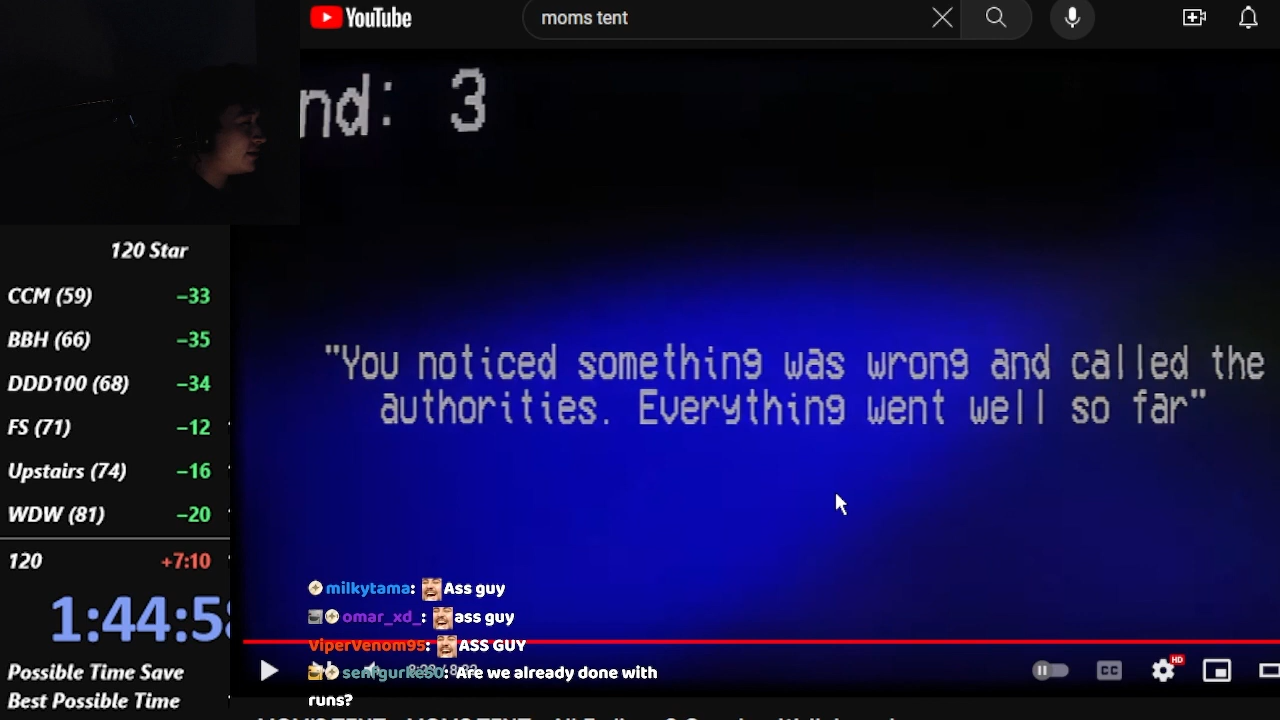 YouTube
moms tent
nd: 3
"You noticed something was wrong and called the
authorities. Everything went well so far"
120 Star
CCM (59) −33
BBH (66) −35
DDD100 (68) −34
FS (71) −12
Upstairs (74) −16
WDW (81) −20
120 +7:10
1:44:58
Possible Time Save
Best Possible Time
milkytama: Ass guy
omar_xd_: ass guy
ViperVenom95: ASS GUY
Are we already done with
runs?
CC
HD